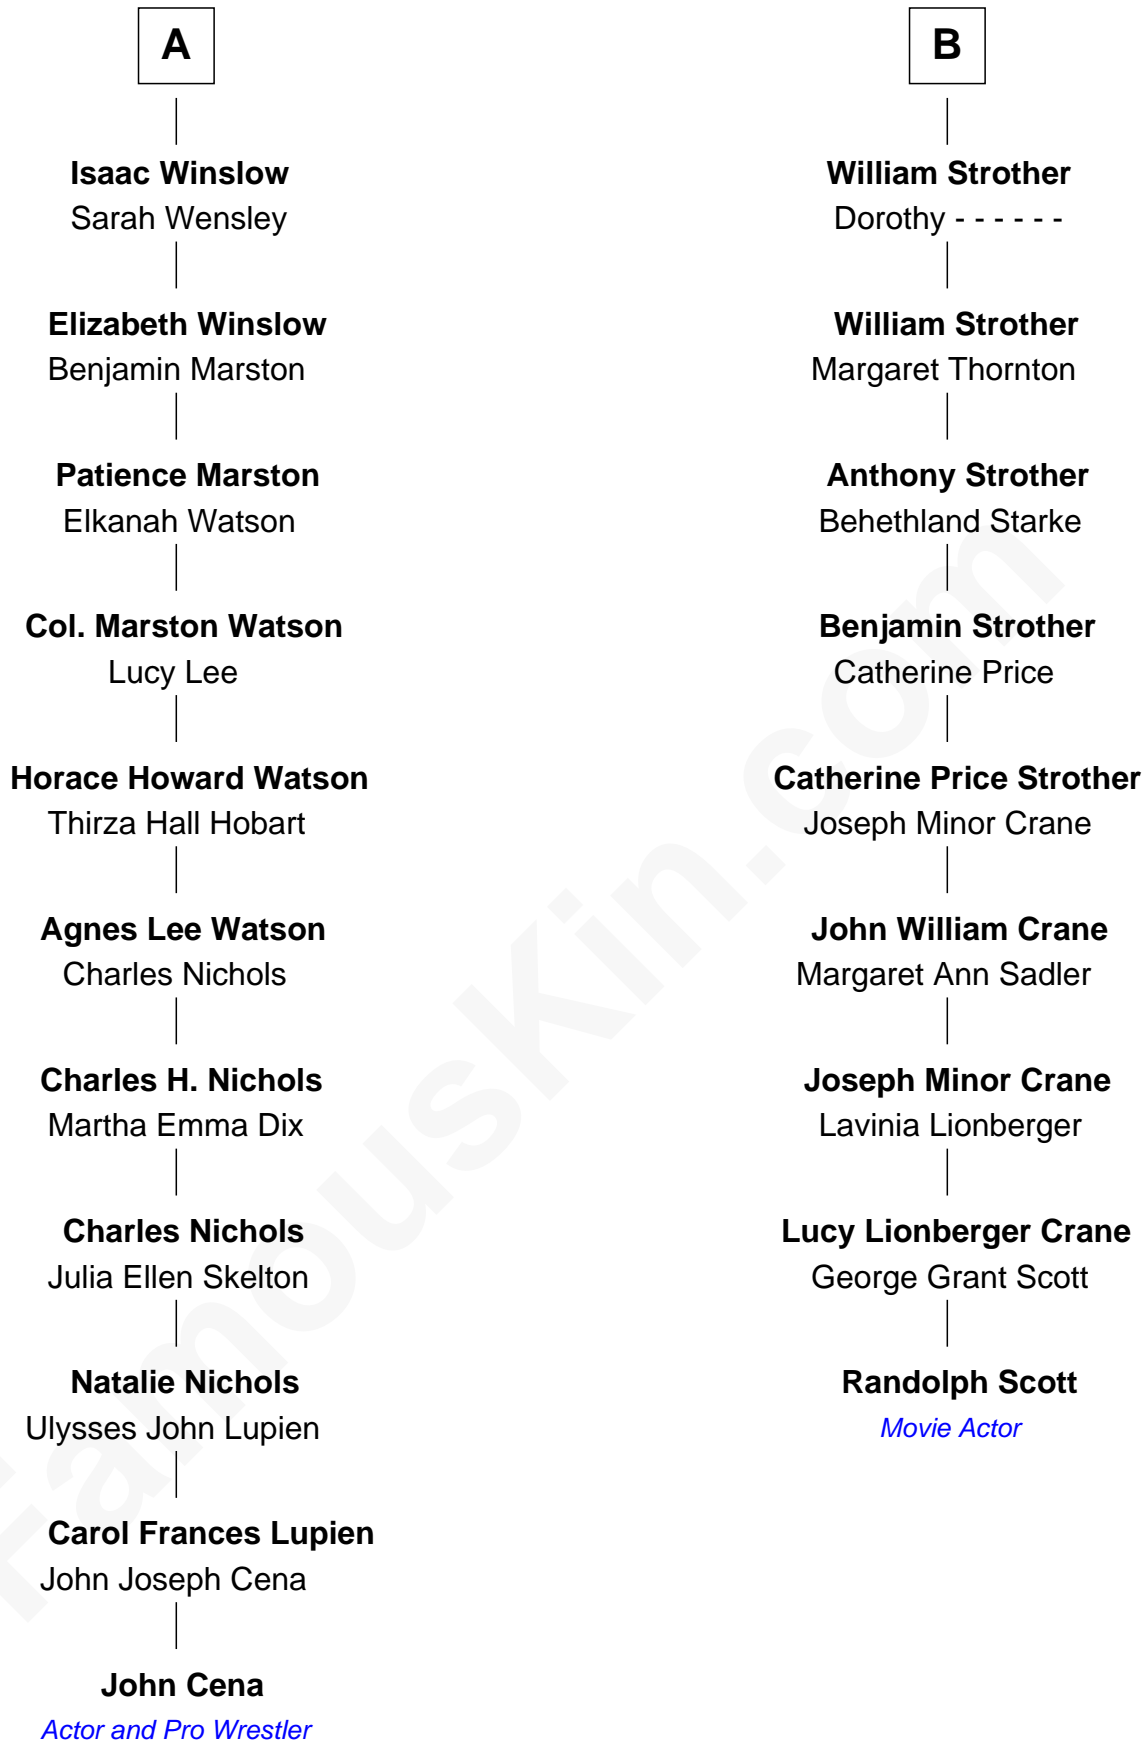 A
Isaac Winslow
Sarah Wensley
Elizabeth Winslow
Benjamin Marston
Patience Marston
Elkanah Watson
Col. Marston Watson
Lucy Lee
Horace Howard Watson
Thirza Hall Hobart
Agnes Lee Watson
Charles Nichols
Charles H. Nichols
Martha Emma Dix
Charles Nichols
Julia Ellen Skelton
Natalie Nichols
Ulysses John Lupien
Carol Frances Lupien
John Joseph Cena
John Cena
Actor and Pro Wrestler
B
William Strother
Dorothy - - - - - -
William Strother
Margaret Thornton
Anthony Strother
Behethland Starke
Benjamin Strother
Catherine Price
Catherine Price Strother
Joseph Minor Crane
John William Crane
Margaret Ann Sadler
Joseph Minor Crane
Lavinia Lionberger
Lucy Lionberger Crane
George Grant Scott
Randolph Scott
Movie Actor
FamousKin.com